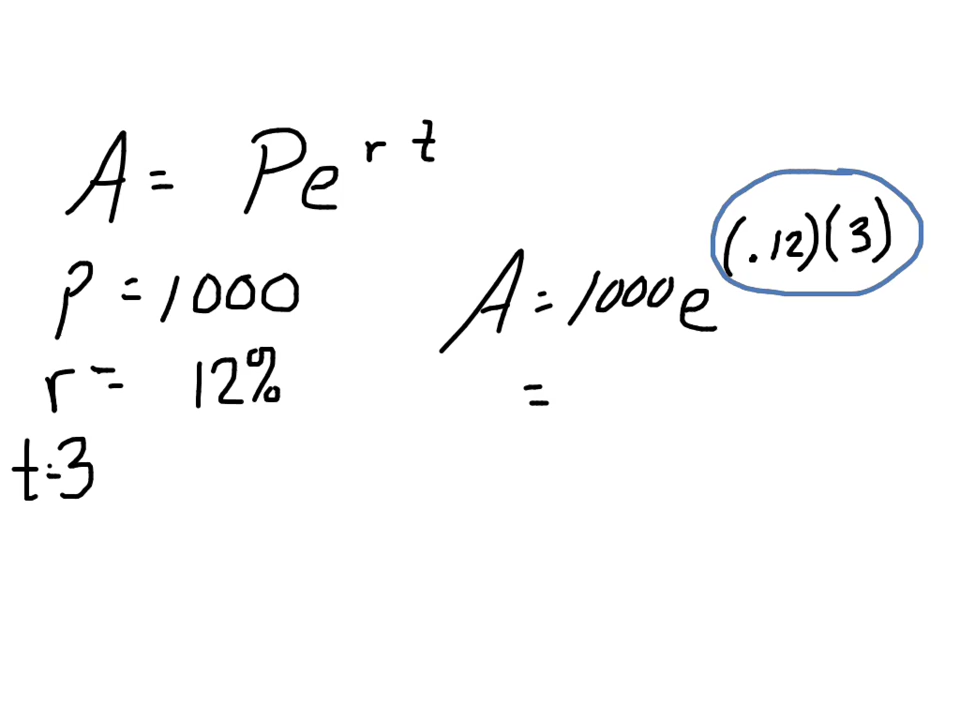 A = Pe^rt
P = 1000
r = 12%
t = 3
A = 1000e^(.12)(3)
=